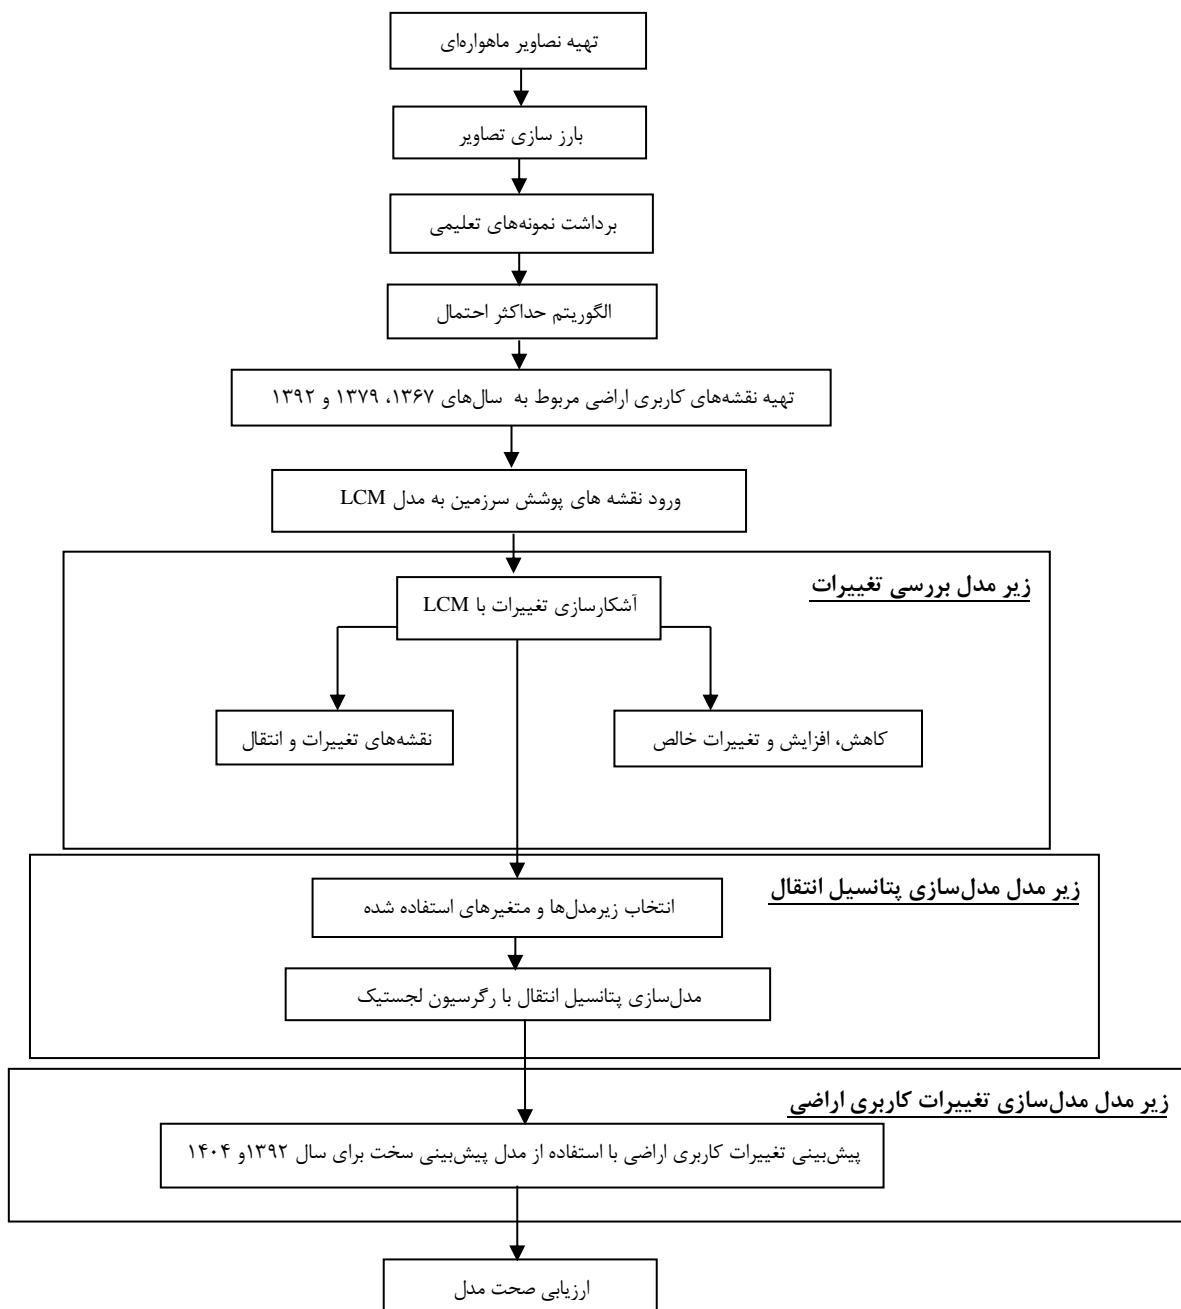 تهیه تصاویر ماهواره‌ای
بارز سازی تصاویر
برداشت نمونه‌های تعلیمی
الگوریتم حداکثر احتمال
تهیه نقشه‌های کاربری اراضی مربوط به سال‌های ۱۳۶۷، ۱۳۷۹ و ۱۳۹۲
ورود نقشه های پوشش سرزمین به مدل LCM
زیر مدل بررسی تغییرات
آشکارسازی تغییرات با LCM
کاهش، افزایش و تغییرات خالص
نقشه‌های تغییرات و انتقال
زیر مدل مدل‌سازی پتانسیل انتقال
انتخاب زیرمدل‌ها و متغیرهای استفاده شده
مدل‌سازی پتانسیل انتقال با رگرسیون لجستیک
زیر مدل مدل‌سازی تغییرات کاربری اراضی
پیش‌بینی تغییرات کاربری اراضی با استفاده از مدل پیش‌بینی سخت برای سال ۱۳۹۲و ۱۴۰۴
ارزیابی صحت مدل